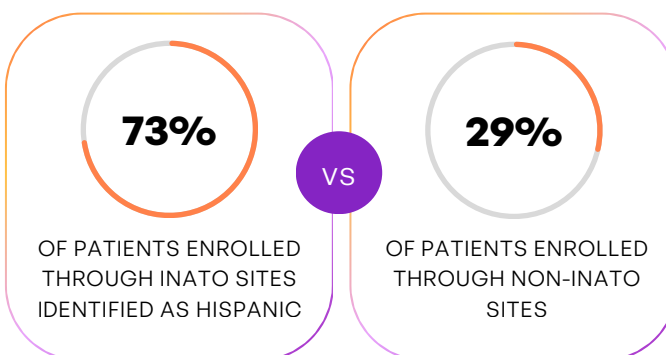 73%
OF PATIENTS ENROLLED
THROUGH INATO SITES
IDENTIFIED AS HISPANIC
VS
29%
OF PATIENTS ENROLLED
THROUGH NON-INATO
SITES